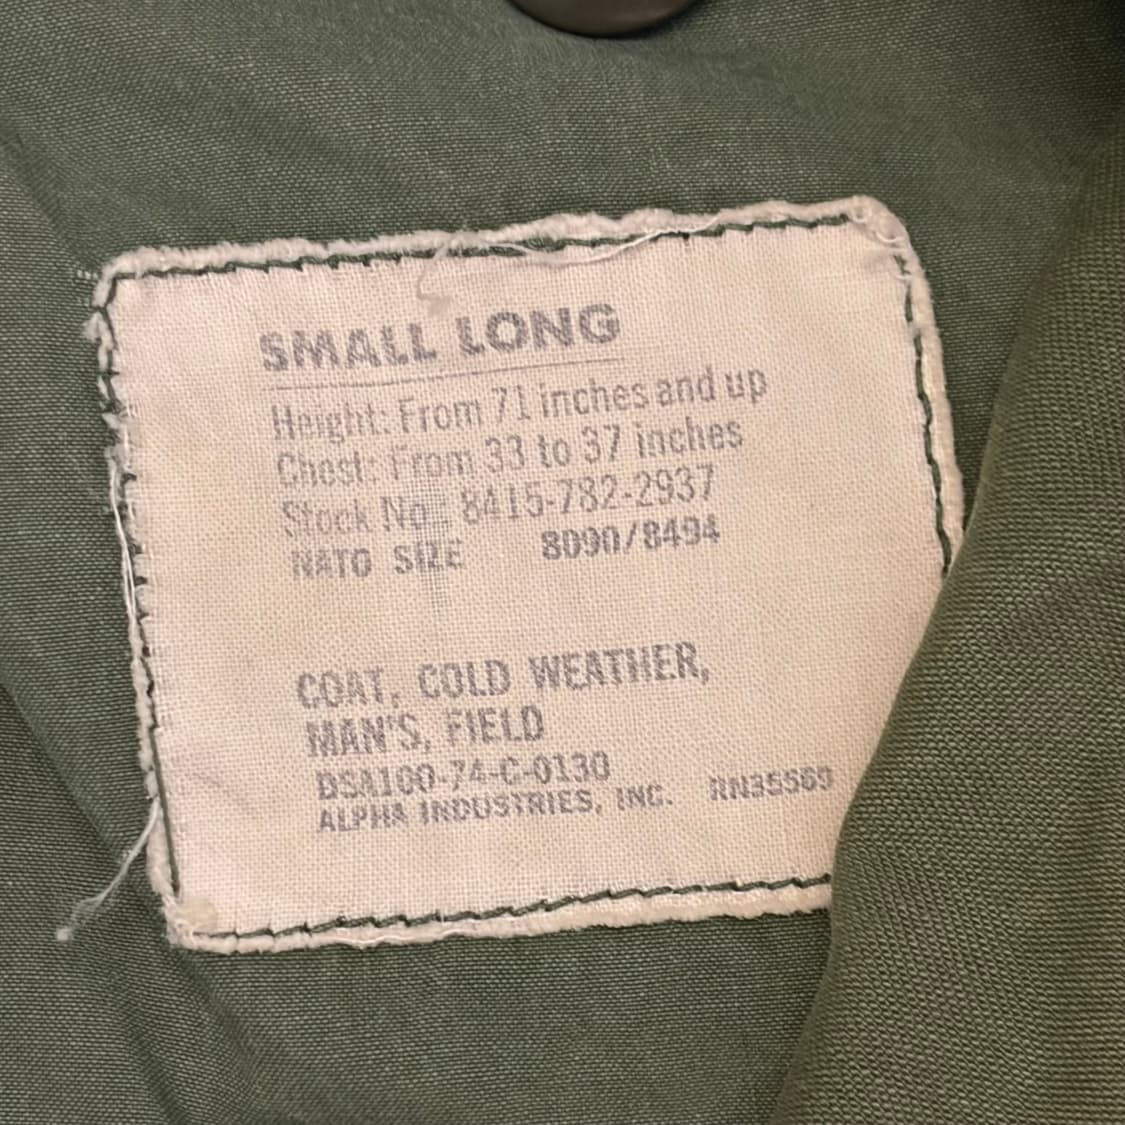 SMALL LONG
Height: From 71 inches and up
Chest: From 33 to 37 inches
Stock No.: 8415-782-2937
NATO SIZE 8090/8494
COAT, COLD WEATHER,
MAN'S, FIELD
DSA100-74-C-0130
ALPHA INDUSTRIES, INC. RN35569